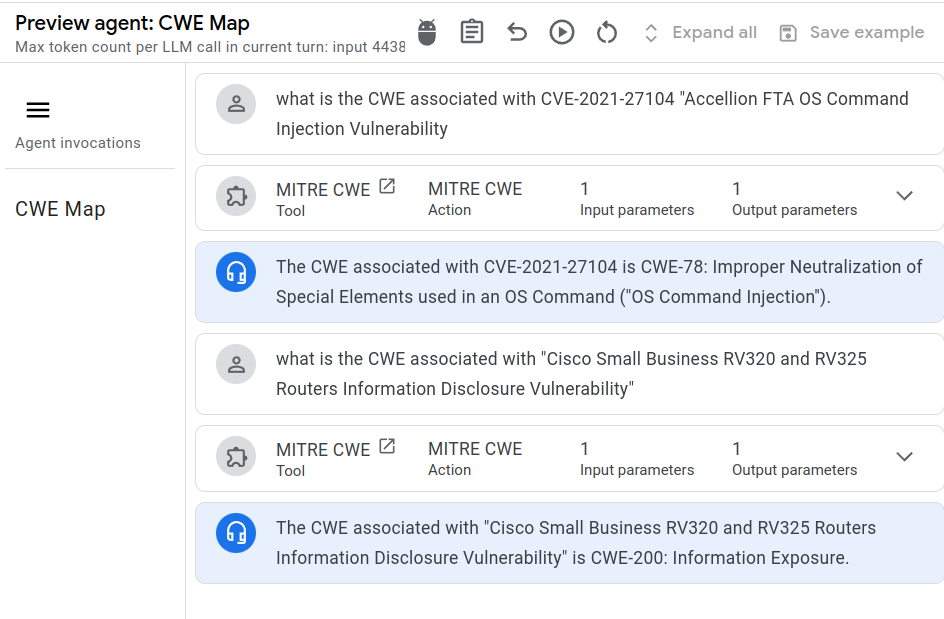 Preview agent: CWE Map
Max token count per LLM call in current turn: input 4438
Expand all
Save example
Agent invocations
CWE Map
what is the CWE associated with CVE-2021-27104 "Accellion FTA OS Command
Injection Vulnerability
MITRE CWE MITRE CWE 1 1
Tool Action Input parameters Output parameters
The CWE associated with CVE-2021-27104 is CWE-78: Improper Neutralization of
Special Elements used in an OS Command ("OS Command Injection").
what is the CWE associated with "Cisco Small Business RV320 and RV325
Routers Information Disclosure Vulnerability"
MITRE CWE MITRE CWE 1 1
Tool Action Input parameters Output parameters
The CWE associated with "Cisco Small Business RV320 and RV325 Routers
Information Disclosure Vulnerability" is CWE-200: Information Exposure.